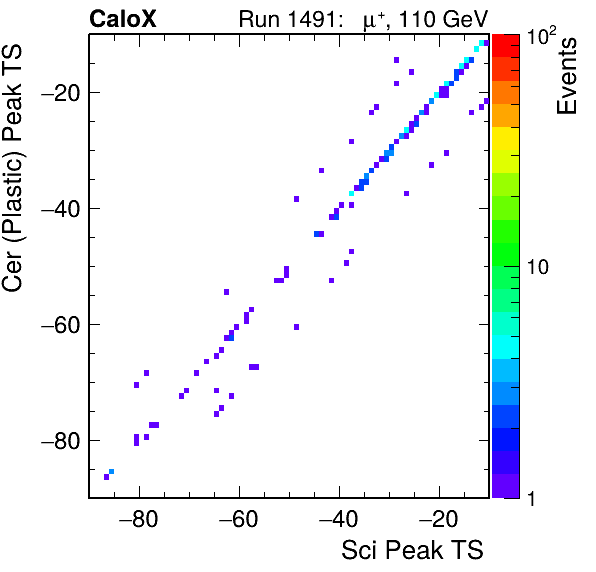 CaloX Run 1491: μ⁺, 110 GeV
Cer (Plastic) Peak TS
−20
−40
−60
−80
−80 −60 −40 −20
Sci Peak TS
10²
10
1
Events